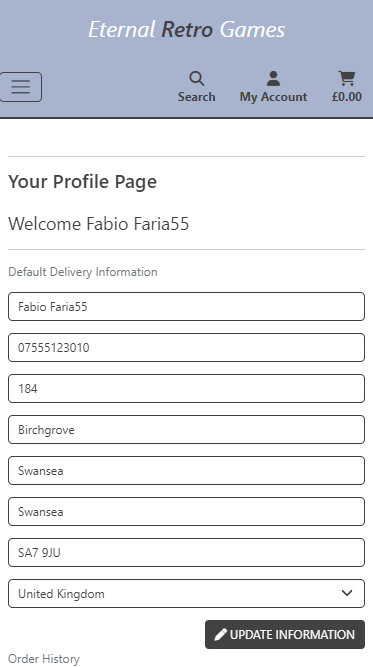 Eternal Retro Games
Search
My Account
£0.00
Your Profile Page
Welcome Fabio Faria55
Default Delivery Information
Fabio Faria55
07555123010
184
Birchgrove
Swansea
Swansea
SA7 9JU
United Kingdom
UPDATE INFORMATION
Order History